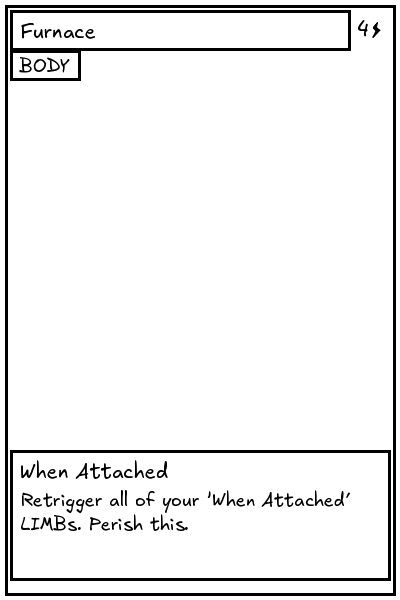 Furnace
4⚡
BODY
When Attached
Retrigger all of your 'When Attached'
LIMBs. Perish this.